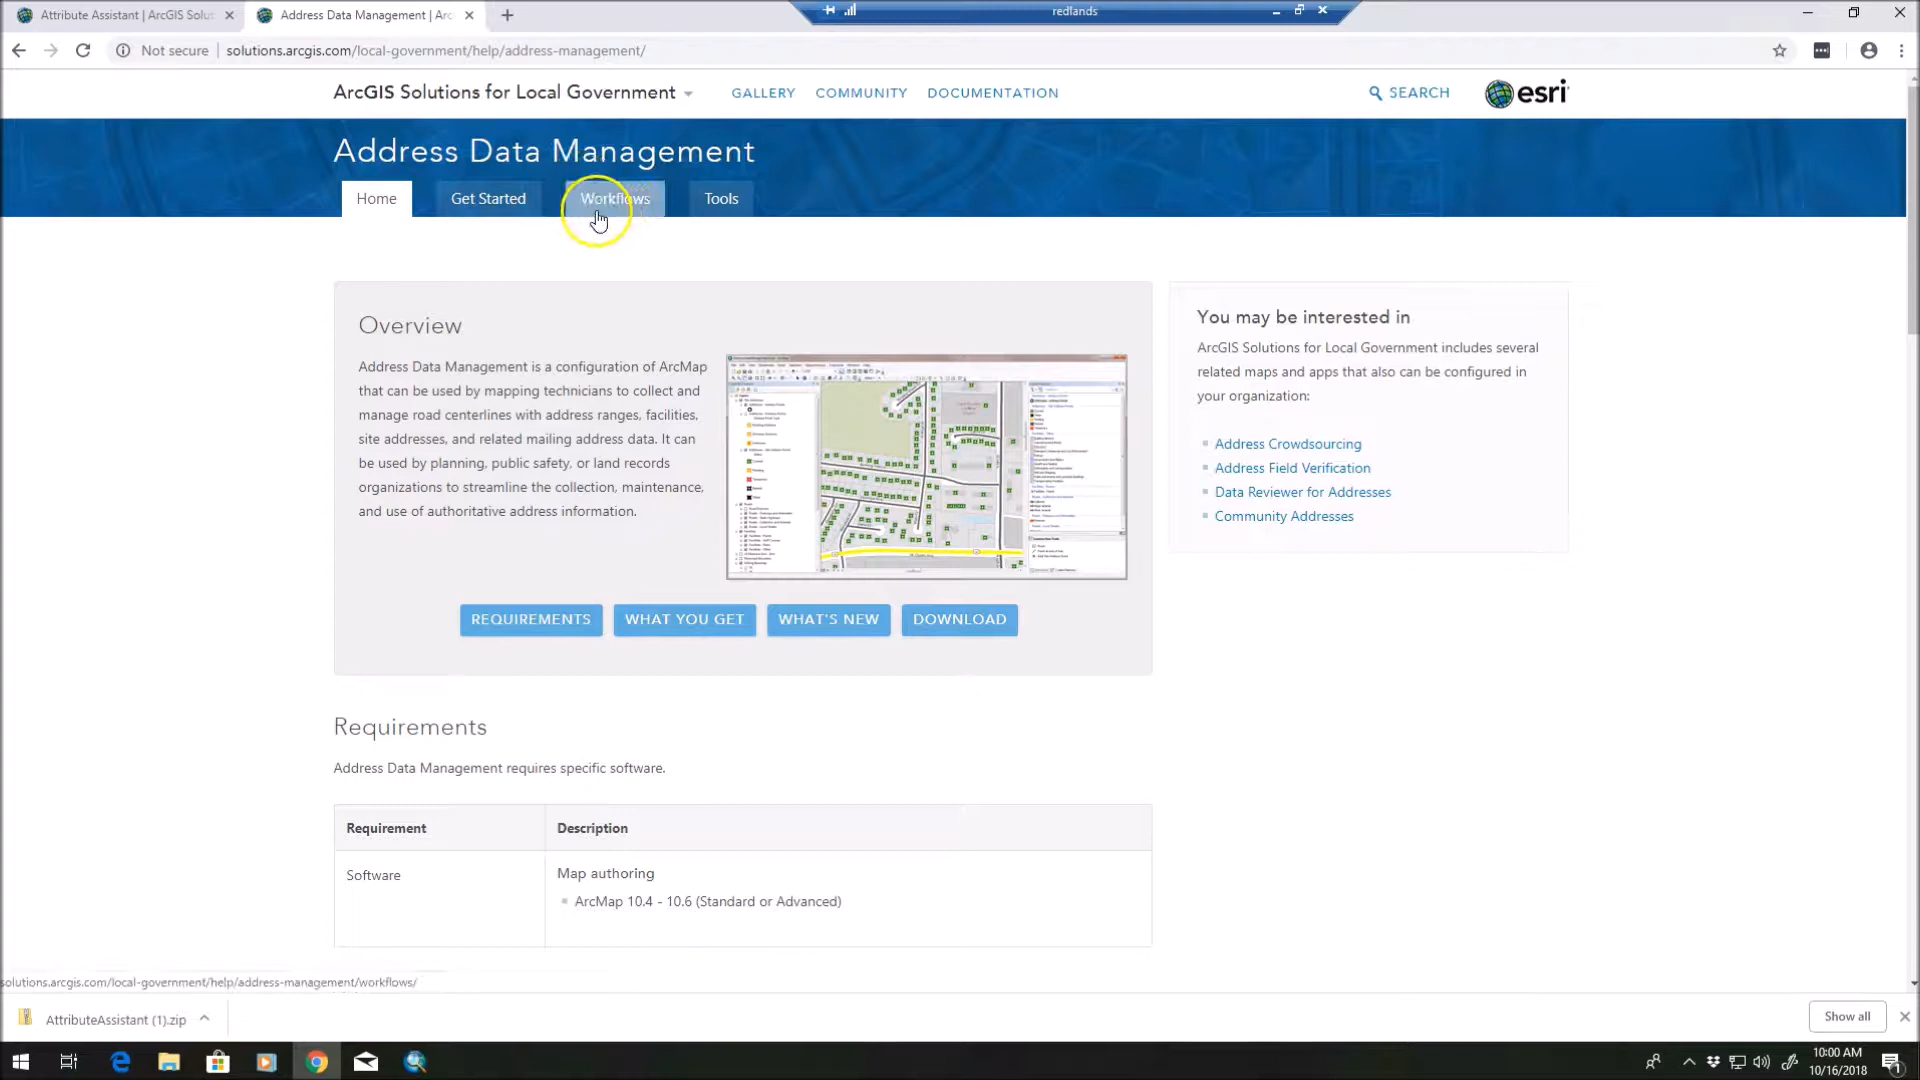 Attribute Assistant | ArcGIS Solut
Address Data Management | Arc
redlands
Not secure
solutions.arcgis.com/local-government/help/address-management/
ArcGIS Solutions for Local Government
GALLERY
COMMUNITY
DOCUMENTATION
SEARCH
esri
Address Data Management
Home
Get Started
Workflows
Tools
Overview
Address Data Management is a configuration of ArcMap
that can be used by mapping technicians to collect and
manage road centerlines with address ranges, facilities,
site addresses, and related mailing address data. It can
be used by planning, public safety, or land records
organizations to streamline the collection, maintenance,
and use of authoritative address information.
REQUIREMENTS
WHAT YOU GET
WHAT'S NEW
DOWNLOAD
You may be interested in
ArcGIS Solutions for Local Government includes several
related maps and apps that also can be configured in
your organization:
Address Crowdsourcing
Address Field Verification
Data Reviewer for Addresses
Community Addresses
Requirements
Address Data Management requires specific software.
Requirement
Description
Software
Map authoring
ArcMap 10.4 - 10.6 (Standard or Advanced)
solutions.arcgis.com/local-government/help/address-management/workflows/
AttributeAssistant (1).zip
Show all
10:00 AM
10/16/2018
1